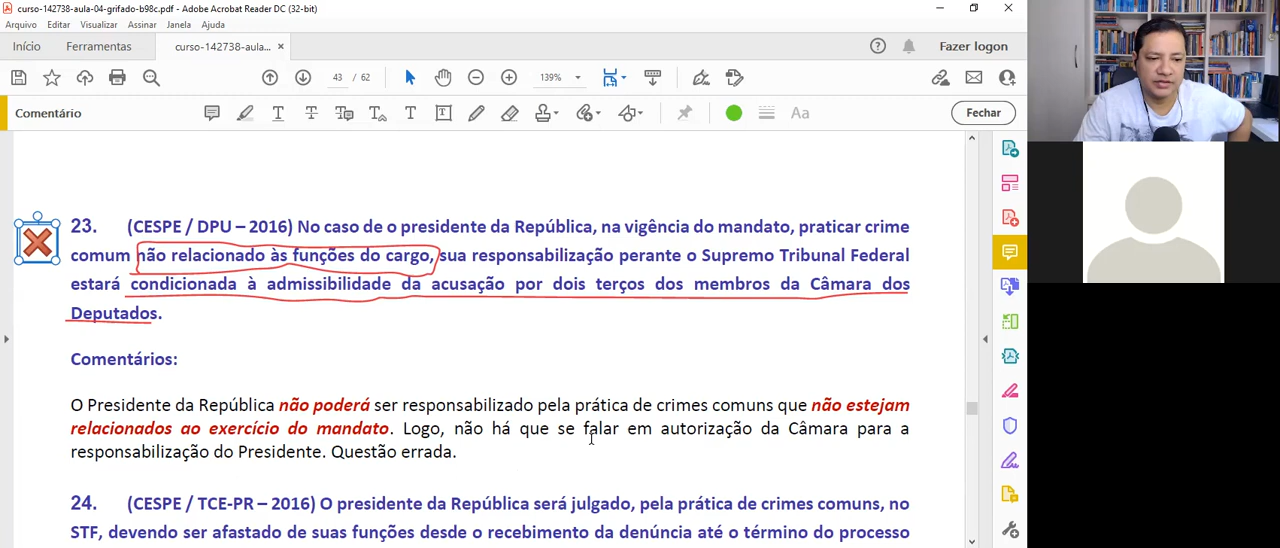 curso-142738-aula-04-grifado-b98c.pdf - Adobe Acrobat Reader DC (32-bit)
Arquivo Editar Visualizar Assinar Janela Ajuda
Início Ferramentas curso-142738-aula... × Fazer logon
43 / 62 139%
Comentário Aa Fechar
23. (CESPE / DPU – 2016) No caso de o presidente da República, na vigência do mandato, praticar crime
comum não relacionado às funções do cargo, sua responsabilização perante o Supremo Tribunal Federal
estará condicionada à admissibilidade da acusação por dois terços dos membros da Câmara dos
Deputados.
Comentários:
O Presidente da República não poderá ser responsabilizado pela prática de crimes comuns que não estejam
relacionados ao exercício do mandato. Logo, não há que se falar em autorização da Câmara para a
responsabilização do Presidente. Questão errada.
24. (CESPE / TCE-PR – 2016) O presidente da República será julgado, pela prática de crimes comuns, no
STF, devendo ser afastado de suas funções desde o recebimento da denúncia até o término do processo